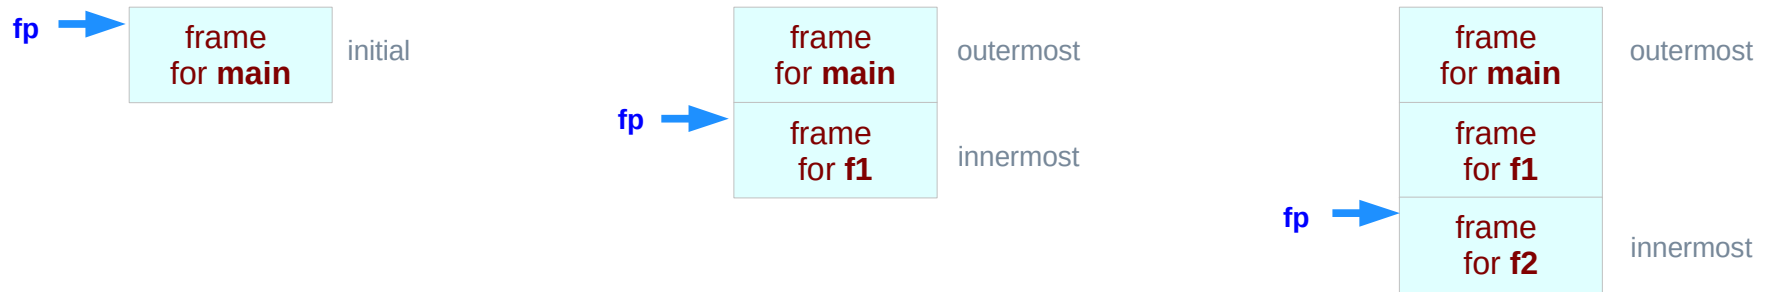 fp
frame
for main
initial
frame
for main
outermost
fp
frame
for f1
innermost
frame
for main
outermost
frame
for f1
fp
frame
for f2
innermost